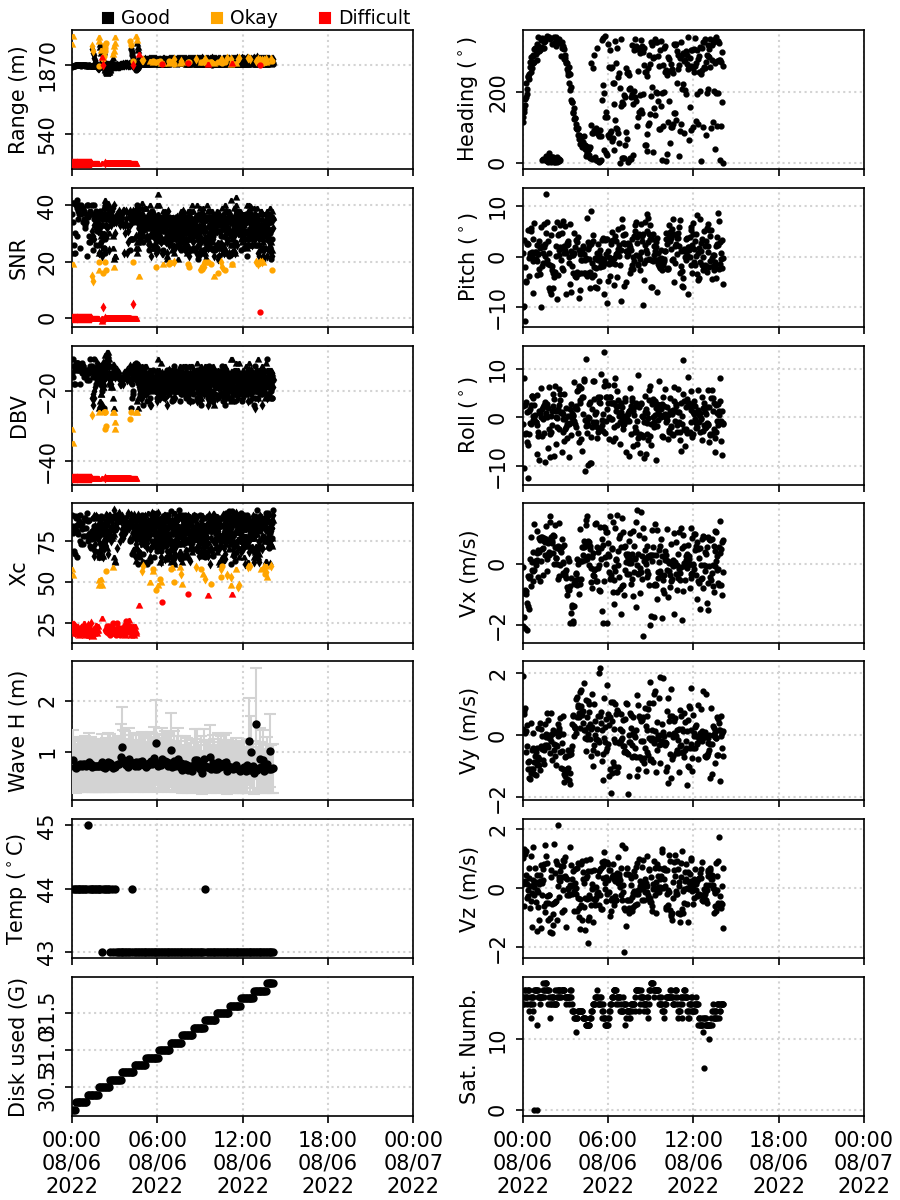 Good Okay Difficult
Range (m)
1870
540
Heading (°)
200
0
SNR
40
20
0
Pitch (°)
10
0
−10
DBV
−20
−40
Roll (°)
10
0
−10
Xc
75
50
25
Vx (m/s)
0
−2
Wave H (m)
2
1
Vy (m/s)
2
0
−2
Temp (°C)
45
44
43
Vz (m/s)
2
0
−2
Disk used (G)
31.5
31.0
30.5
Sat. Numb.
10
0
00:00 06:00 12:00 18:00 00:00
08/06 08/06 08/06 08/06 08/07
2022 2022 2022 2022 2022
00:00 06:00 12:00 18:00 00:00
08/06 08/06 08/06 08/06 08/07
2022 2022 2022 2022 2022